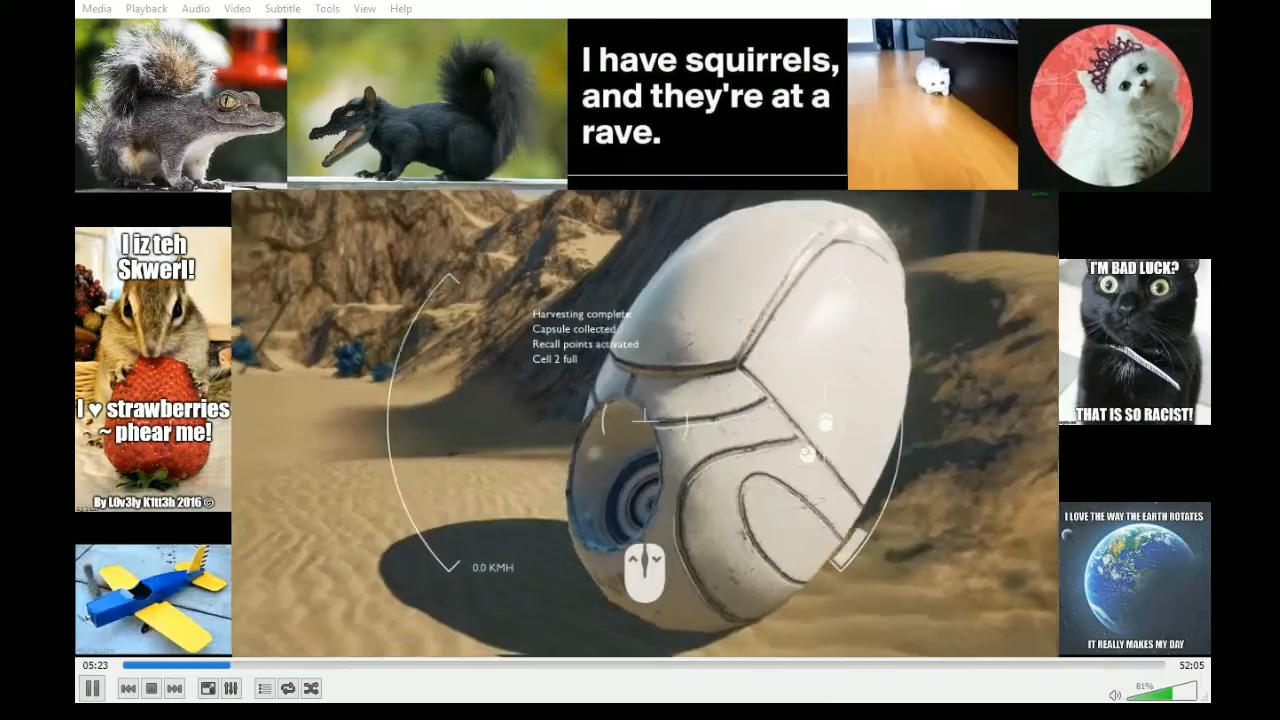 Media Playback Audio Video Subtitle Tools View Help
I have squirrels,
and they're at a
rave.
I iz teh
Skwerl!
I ♥ strawberries
~ phear me!
By L0v3ly K1tt3h 2016 ©
Harvesting complete
Capsule collected
Recall points activated
Cell 2 full
0.0 KMH
I'M BAD LUCK?
THAT IS SO RACIST!
I LOVE THE WAY THE EARTH ROTATES
IT REALLY MAKES MY DAY
05:23
52:05
81%